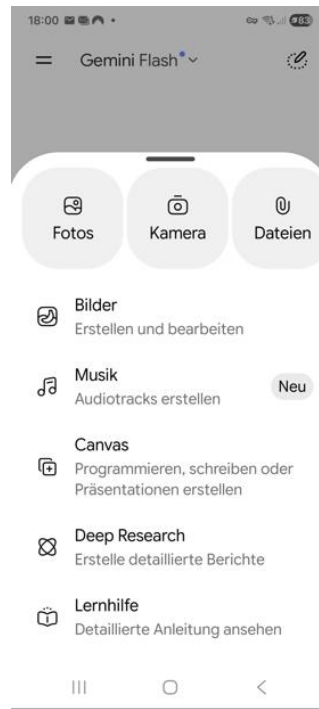 18:00
83
Gemini Flash
Fotos
Kamera
Dateien
Bilder
Erstellen und bearbeiten
Musik
Audiotracks erstellen
Neu
Canvas
Programmieren, schreiben oder
Präsentationen erstellen
Deep Research
Erstelle detaillierte Berichte
Lernhilfe
Detaillierte Anleitung ansehen